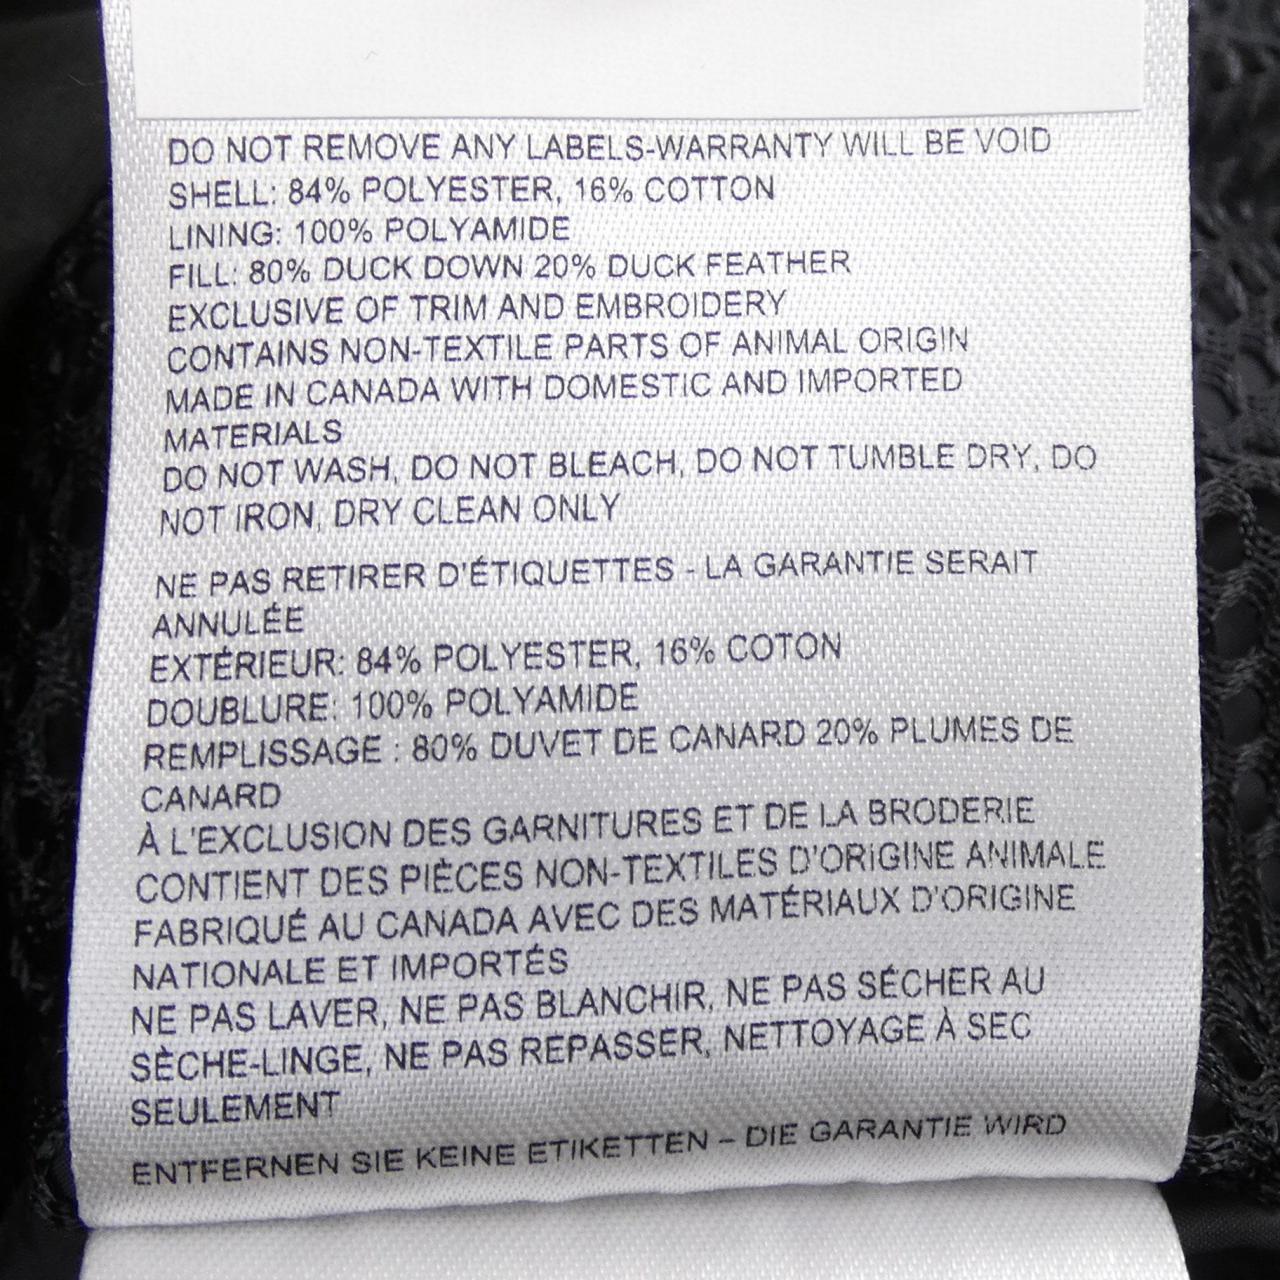 DO NOT REMOVE ANY LABELS-WARRANTY WILL BE VOID
SHELL: 84% POLYESTER, 16% COTTON
LINING: 100% POLYAMIDE
FILL: 80% DUCK DOWN 20% DUCK FEATHER
EXCLUSIVE OF TRIM AND EMBROIDERY
CONTAINS NON-TEXTILE PARTS OF ANIMAL ORIGIN
MADE IN CANADA WITH DOMESTIC AND IMPORTED
MATERIALS
DO NOT WASH, DO NOT BLEACH, DO NOT TUMBLE DRY, DO
NOT IRON, DRY CLEAN ONLY
NE PAS RETIRER D'ÉTIQUETTES - LA GARANTIE SERAIT
ANNULÉE
EXTÉRIEUR: 84% POLYESTER, 16% COTON
DOUBLURE: 100% POLYAMIDE
REMPLISSAGE : 80% DUVET DE CANARD 20% PLUMES DE
CANARD
À L'EXCLUSION DES GARNITURES ET DE LA BRODERIE
CONTIENT DES PIÈCES NON-TEXTILES D'ORIGINE ANIMALE
FABRIQUÉ AU CANADA AVEC DES MATÉRIAUX D'ORIGINE
NATIONALE ET IMPORTÉS
NE PAS LAVER, NE PAS BLANCHIR, NE PAS SÉCHER AU
SÈCHE-LINGE, NE PAS REPASSER, NETTOYAGE À SEC
SEULEMENT
ENTFERNEN SIE KEINE ETIKETTEN – DIE GARANTIE WIRD